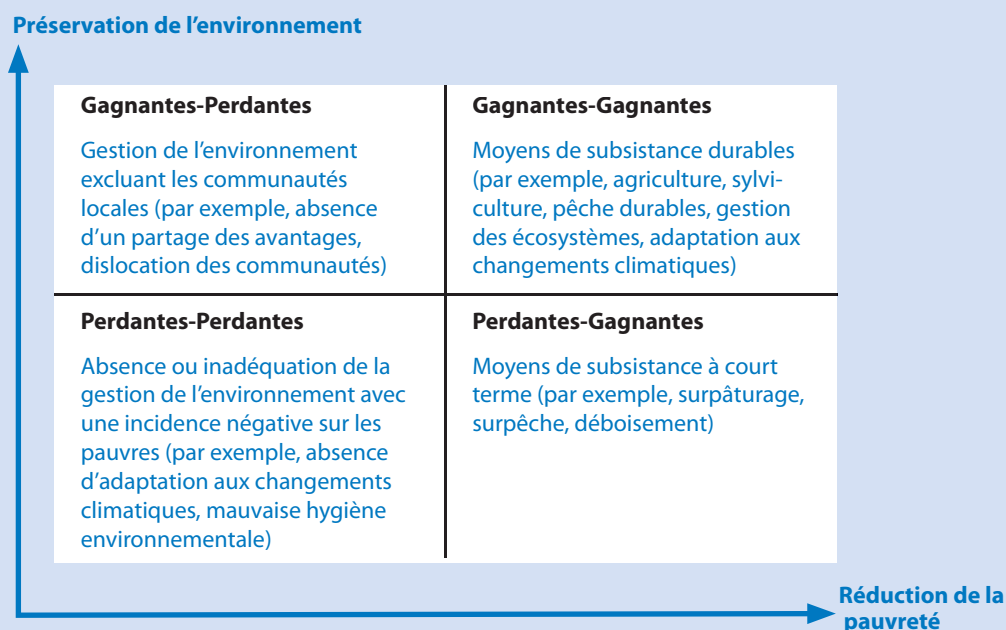 Préservation de l'environnement
Gagnantes-Perdantes
Gestion de l'environnement
excluant les communautés
locales (par exemple, absence
d'un partage des avantages,
dislocation des communautés)
Gagnantes-Gagnantes
Moyens de subsistance durables
(par exemple, agriculture, sylvi-
culture, pêche durables, gestion
des écosystèmes, adaptation aux
changements climatiques)
Perdantes-Perdantes
Absence ou inadéquation de la
gestion de l'environnement avec
une incidence négative sur les
pauvres (par exemple, absence
d'adaptation aux changements
climatiques, mauvaise hygiène
environnementale)
Perdantes-Gagnantes
Moyens de subsistance à court
terme (par exemple, surpâturage,
surpêche, déboisement)
Réduction de la
pauvreté